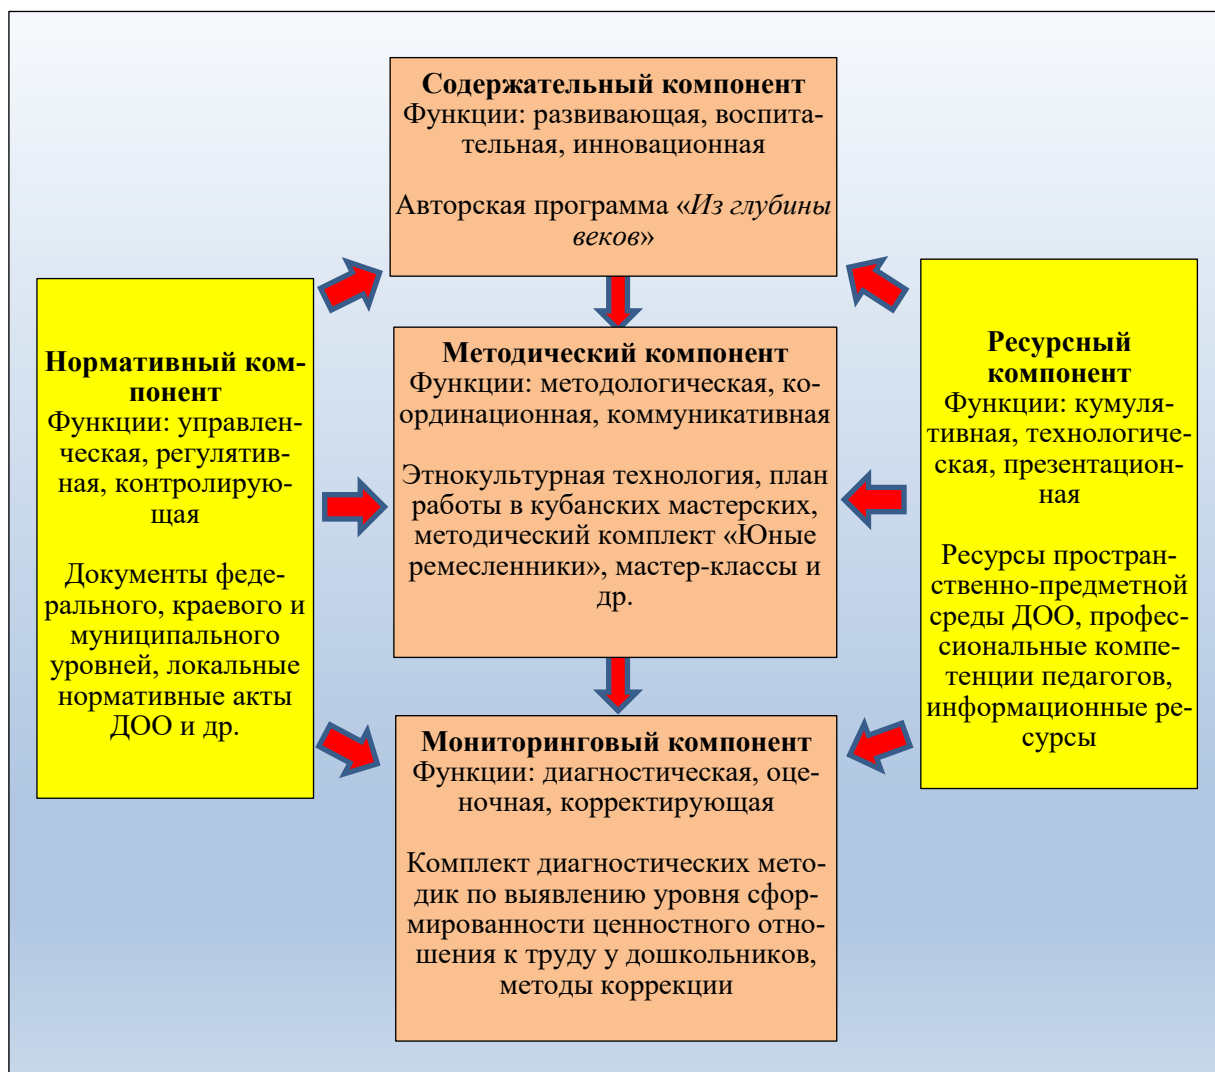 Содержательный компонент
Функции: развивающая, воспита-
тельная, инновационная
Авторская программа «Из глубины
веков»
Нормативный ком-
понент
Функции: управлен-
ческая, регулятив-
ная, контролирую-
щая
Документы феде-
рального, краевого и
муниципального
уровней, локальные
нормативные акты
ДОО и др.
Методический компонент
Функции: методологическая, ко-
ординационная, коммуникативная
Этнокультурная технология, план
работы в кубанских мастерских,
методический комплект «Юные
ремесленники», мастер-классы и
др.
Ресурсный
компонент
Функции: кумуля-
тивная, технологиче-
ская, презентацион-
ная
Ресурсы простран-
ственно-предметной
среды ДОО, профес-
сиональные компе-
тенции педагогов,
информационные ре-
сурсы
Мониторинговый компонент
Функции: диагностическая, оце-
ночная, корректирующая
Комплект диагностических мето-
дик по выявлению уровня сфор-
мированности ценностного отно-
шения к труду у дошкольников,
методы коррекции